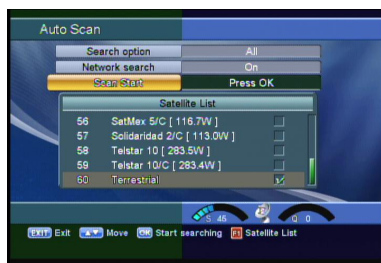 Auto Scan
Search option All
Network search On
Scan Start Press OK
Satellite List
56 SatMex 5/C [ 116.7W ]
57 Solidaridad 2/C [ 113.0W ]
58 Telstar 10 [ 283.5W ]
59 Telstar 10/C [ 283.4W ]
60 Terrestrial
S 45 Q 0
EXIT Exit ▲▼ Move OK Start searching F1 Satellite List